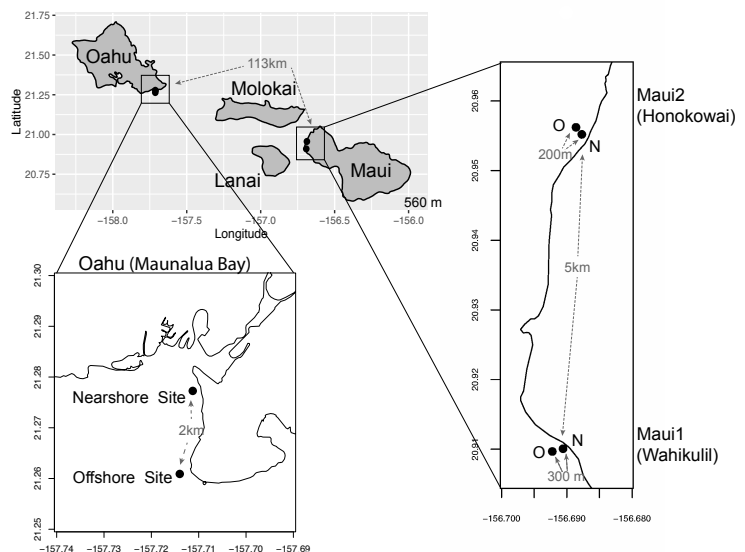 21.75
21.50
21.25
21.00
20.75
Latitude
Oahu
113km
Molokai
Lanai
Maui
560 m
−158.0
−157.5
−157.0
−156.5
−156.0
Longitude
Oahu (Maunalua Bay)
21.30
21.29
21.28
21.27
21.26
21.25
Nearshore Site
2km
Offshore Site
−157.74
−157.73
−157.72
−157.71
−157.70
−157.69
20.96
20.95
20.94
20.93
20.92
20.91
O
N
200m
5km
N
O
300 m
−156.700
−156.690
−156.680
Maui2
(Honokowai)
Maui1
(Wahikulil)